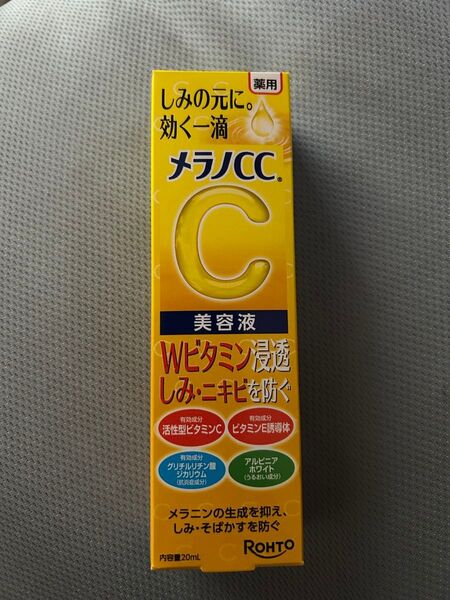 薬用
しみの元に。
効く一滴
メラノCC®
C
美容液
Wビタミン浸透
しみ・ニキビを防ぐ
有効成分
活性型ビタミンC
有効成分
ビタミンE誘導体
有効成分
グリチルリチン酸
ジカリウム
(抗炎症成分)
アルピニア
ホワイト
(うるおい成分)
メラニンの生成を抑え、
しみ・そばかすを防ぐ
内容量20mL
ROHTO